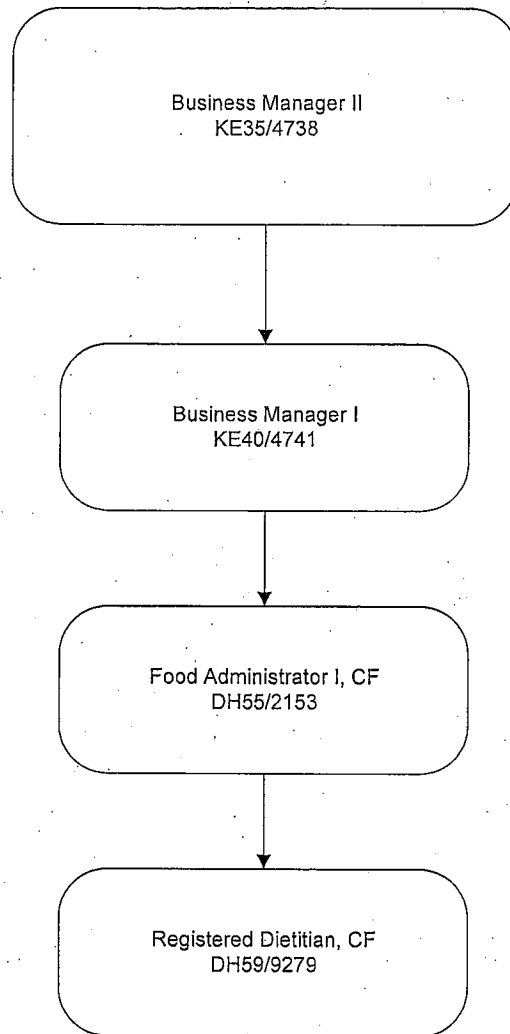 Business Manager II
KE35/4738
Business Manager I
KE40/4741
Food Administrator I, CF
DH55/2153
Registered Dietitian, CF
DH59/9279